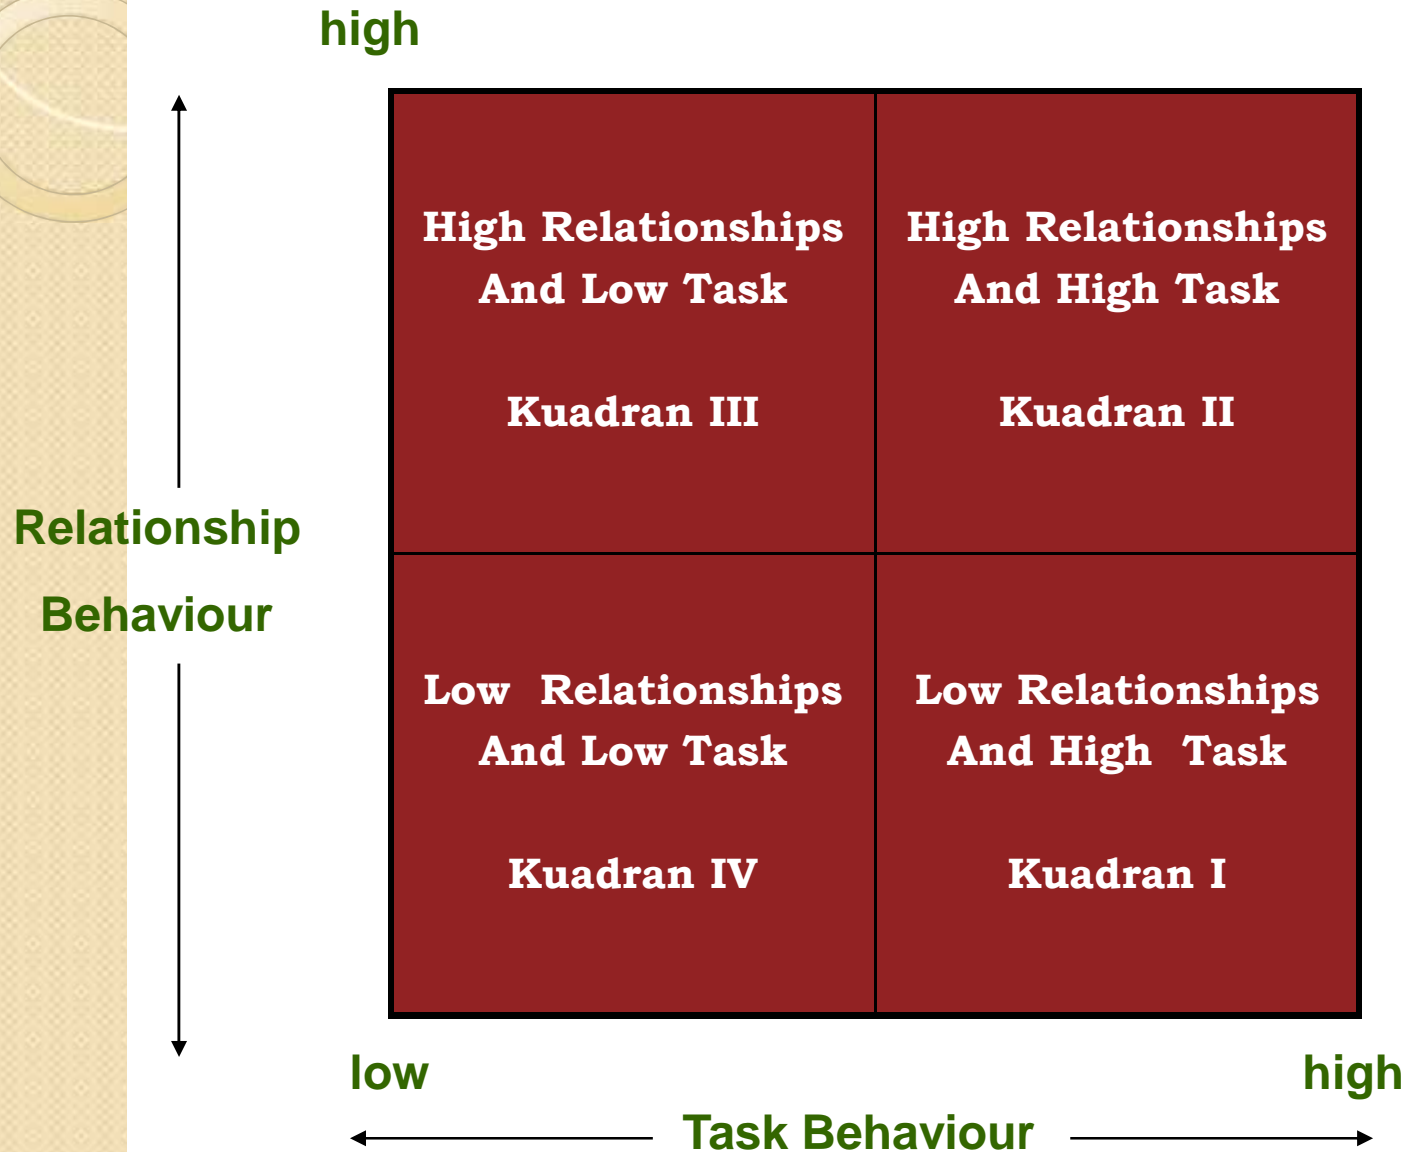 high
High Relationships
And Low Task
Kuadran III
High Relationships
And High Task
Kuadran II
Relationship
Behaviour
Low  Relationships
And Low Task
Kuadran IV
Low Relationships
And High  Task
Kuadran I
low
high
Task Behaviour